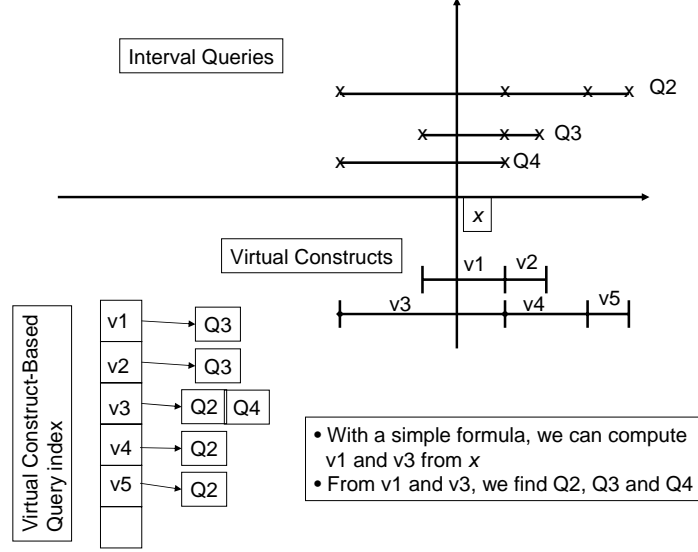 Interval Queries
x x x x Q2
x x x Q3
x x Q4
x
Virtual Constructs
v1 v2
v3 v4 v5
Virtual Construct-Based
Query index
v1 Q3
v2 Q3
v3 Q2 Q4
v4 Q2
v5 Q2
• With a simple formula, we can compute
v1 and v3 from x
• From v1 and v3, we find Q2, Q3 and Q4